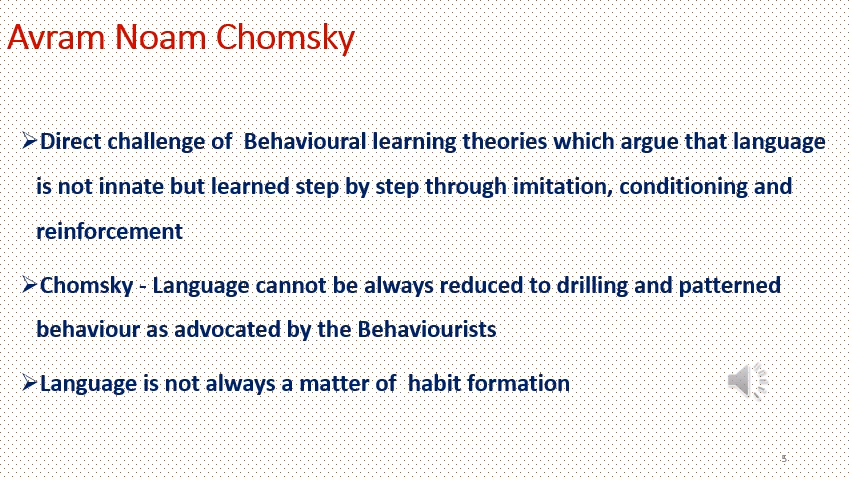 Avram Noam Chomsky
➢Direct challenge of  Behavioural learning theories which argue that language
is not innate but learned step by step through imitation, conditioning and
reinforcement
➢Chomsky - Language cannot be always reduced to drilling and patterned
behaviour as advocated by the Behaviourists
➢Language is not always a matter of  habit formation
5